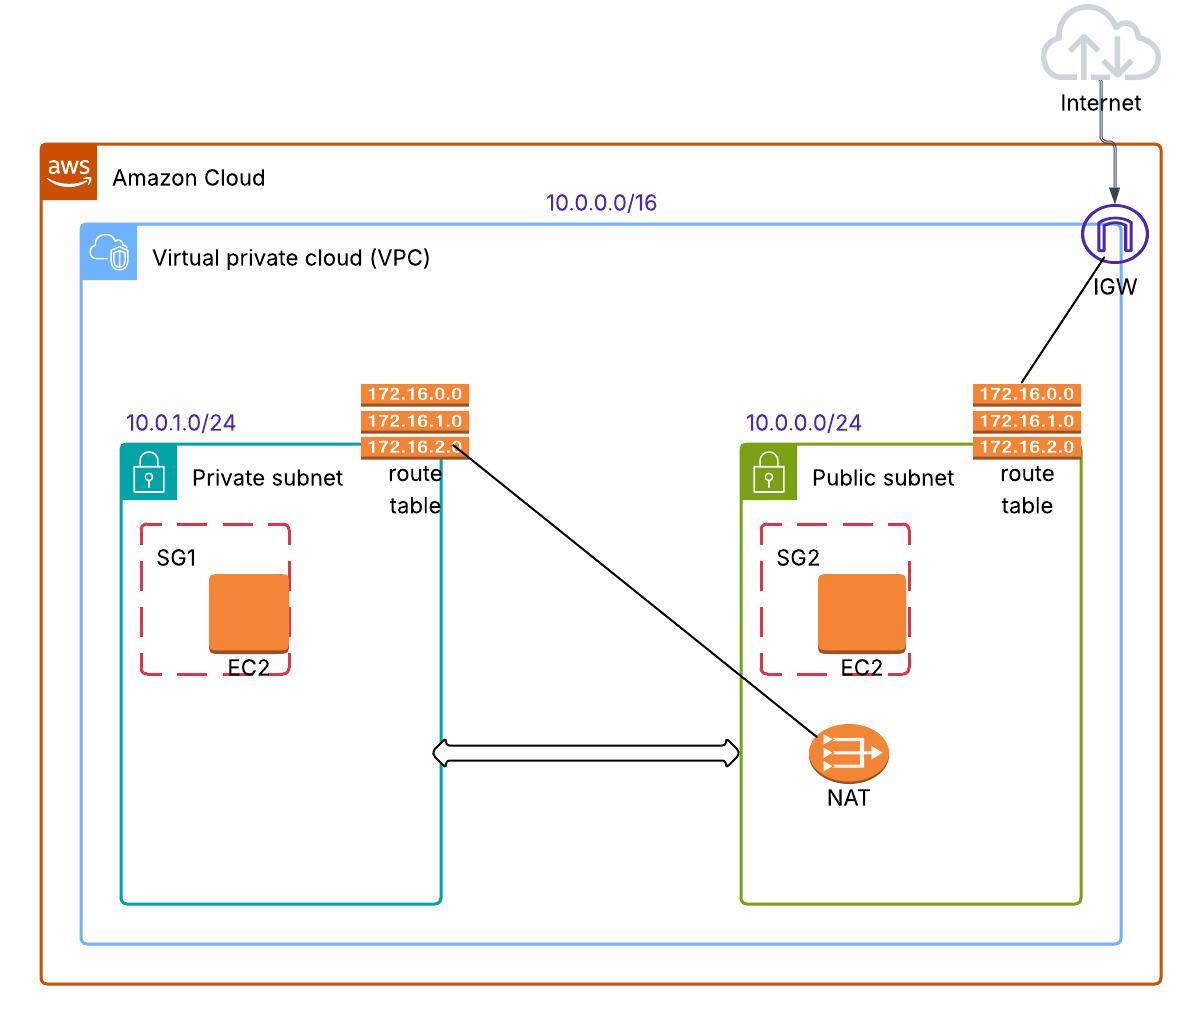 Internet
aws
Amazon Cloud
10.0.0.0/16
Virtual private cloud (VPC)
IGW
172.16.0.0
172.16.1.0
172.16.2.0
route
table
10.0.1.0/24
Private subnet
SG1
EC2
172.16.0.0
172.16.1.0
172.16.2.0
route
table
10.0.0.0/24
Public subnet
SG2
EC2
NAT